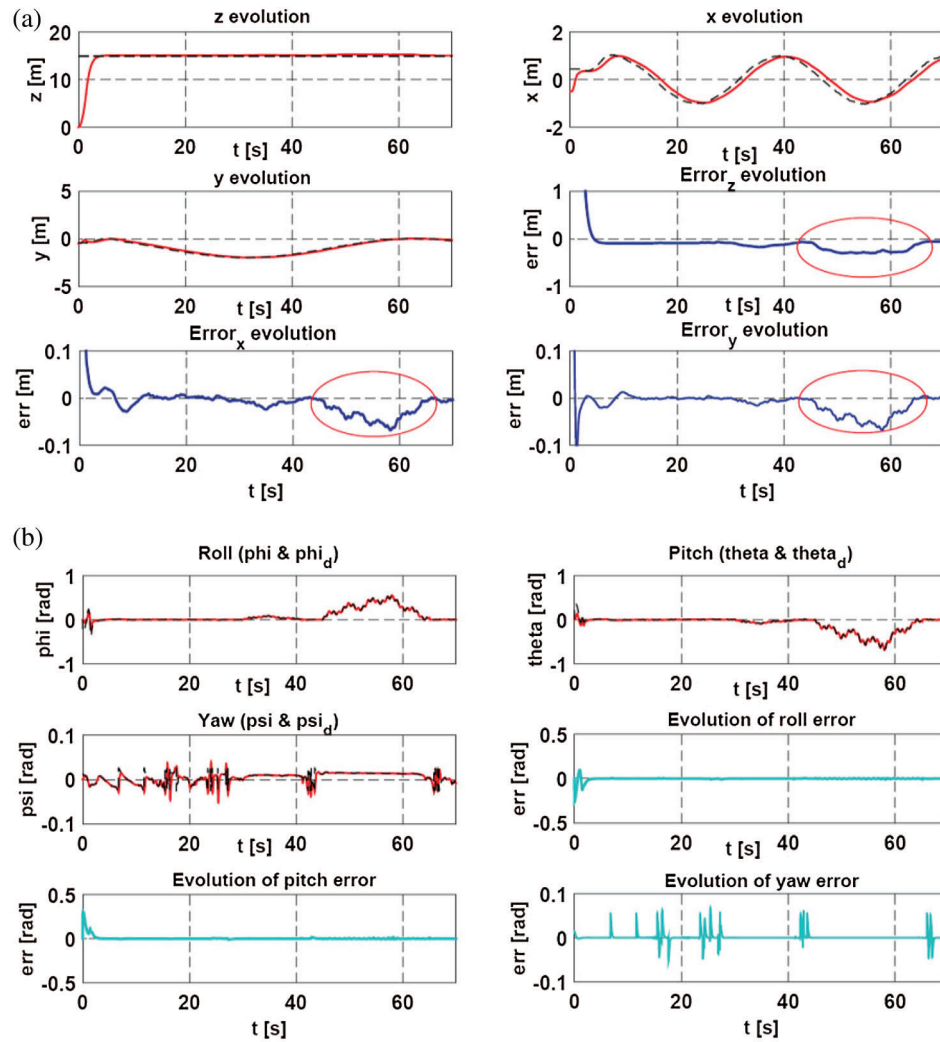 (a)
z evolution
x evolution
z [m]
20
10
0
0 20 40 60
t [s]
x [m]
2
0
-2
0 20 40 60
t [s]
y evolution
Error_z evolution
y [m]
5
0
-5
0 20 40 60
t [s]
err [m]
1
0
-1
0 20 40 60
t [s]
Error_x evolution
Error_y evolution
err [m]
0.1
0
-0.1
0 20 40 60
t [s]
err [m]
0.1
0
-0.1
0 20 40 60
t [s]
(b)
Roll (phi & phi_d)
Pitch (theta & theta_d)
phi [rad]
1
0
-1
0 20 40 60
t [s]
theta [rad]
1
0
-1
0 20 40 60
t [s]
Yaw (psi & psi_d)
Evolution of roll error
psi [rad]
0.1
0
-0.1
0 20 40 60
t [s]
err [rad]
0.5
0
-0.5
0 20 40 60
t [s]
Evolution of pitch error
Evolution of yaw error
err [rad]
0.5
0
-0.5
0 20 40 60
t [s]
err [rad]
0.1
0
-0.1
0 20 40 60
t [s]